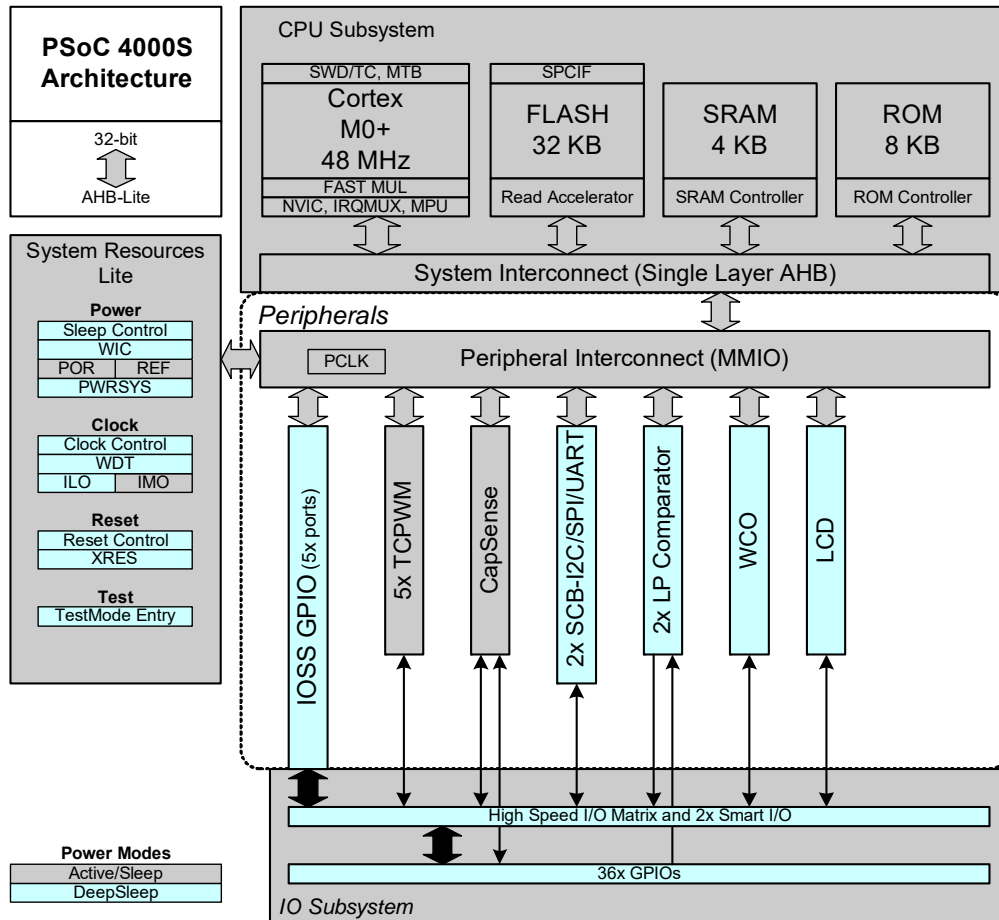 PSoC 4000S
Architecture
32-bit
AHB-Lite
CPU Subsystem
SWD/TC, MTB
Cortex
M0+
48 MHz
FAST MUL
NVIC, IRQMUX, MPU
SPCIF
FLASH
32 KB
Read Accelerator
SRAM
4 KB
SRAM Controller
ROM
8 KB
ROM Controller
System Interconnect (Single Layer AHB)
System Resources
Lite
Power
Sleep Control
WIC
POR REF
PWRSYS
Clock
Clock Control
WDT
ILO IMO
Reset
Reset Control
XRES
Test
TestMode Entry
Peripherals
PCLK
Peripheral Interconnect (MMIO)
IOSS GPIO (5x ports)
5x TCPWM
CapSense
2x SCB-I2C/SPI/UART
2x LP Comparator
WCO
LCD
High Speed I/O Matrix and 2x Smart I/O
36x GPIOs
IO Subsystem
Power Modes
Active/Sleep
DeepSleep